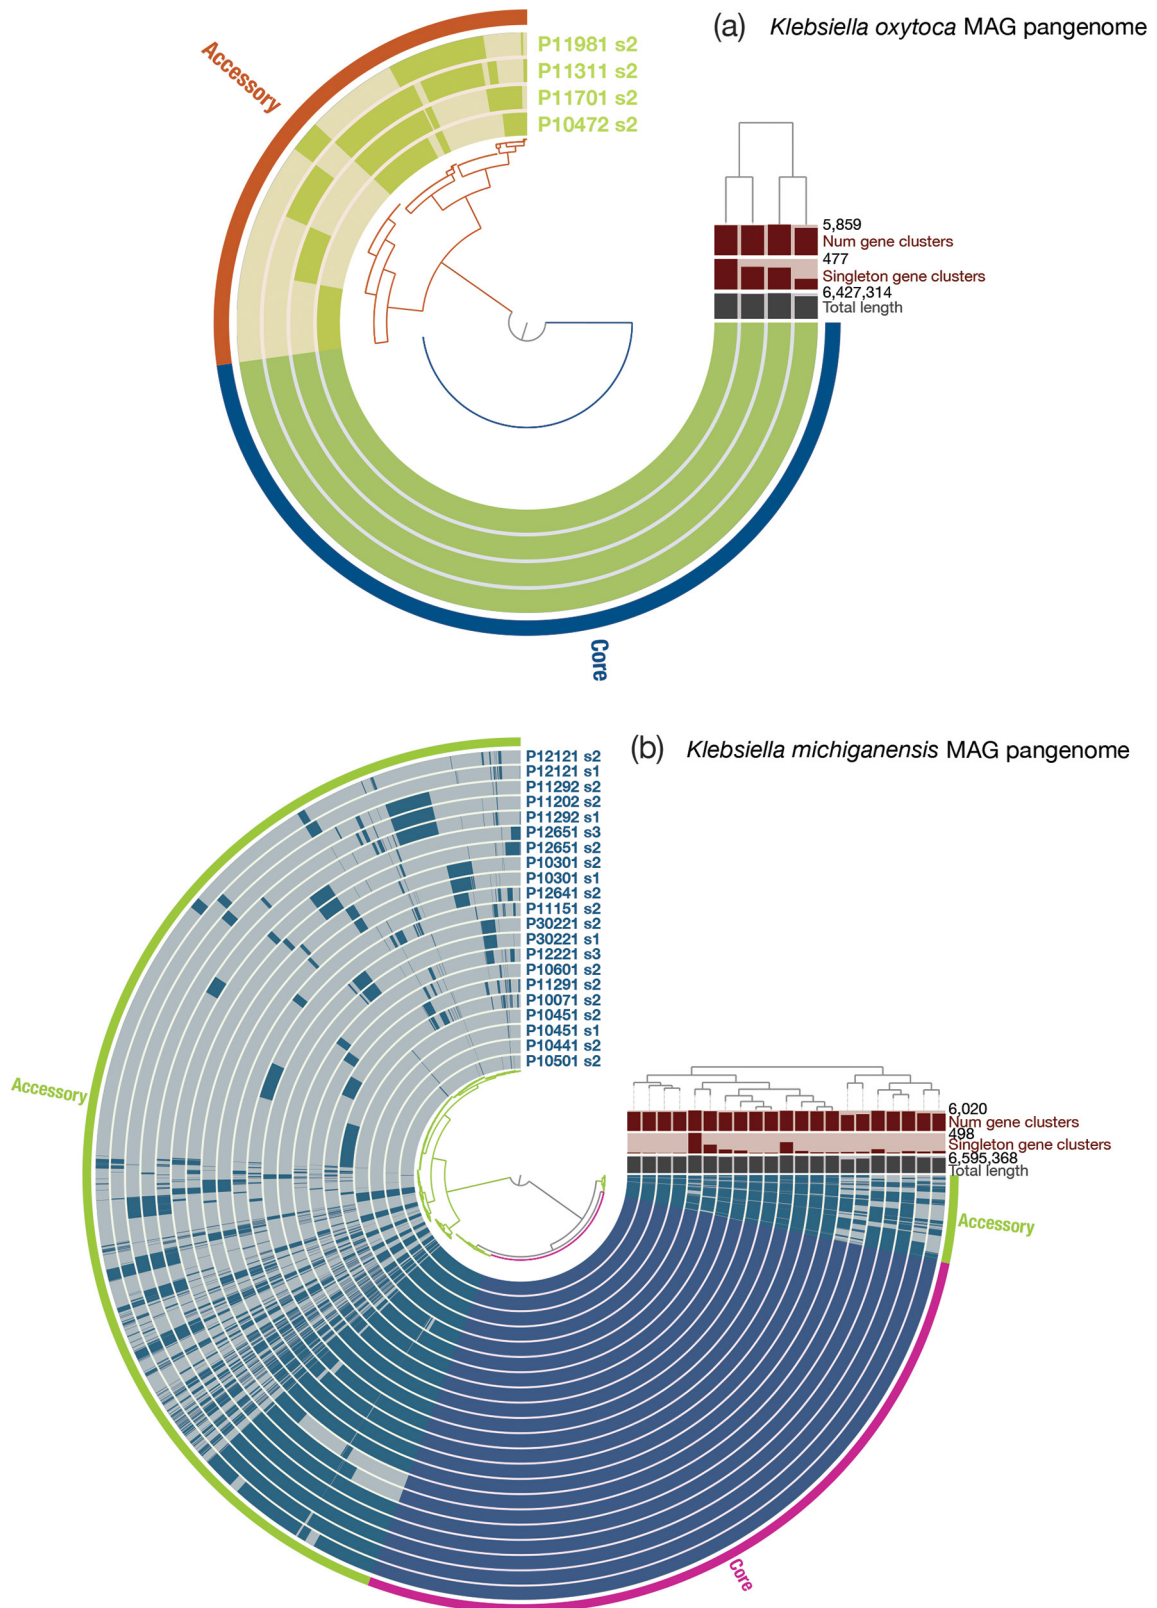 (a) Klebsiella oxytoca MAG pangenome
Accessory
P11981 s2
P11311 s2
P11701 s2
P10472 s2
5,859
Num gene clusters
477
Singleton gene clusters
6,427,314
Total length
Core
(b) Klebsiella michiganensis MAG pangenome
P12121 s2
P12121 s1
P11292 s2
P11202 s2
P11292 s1
P12651 s3
P12651 s2
P10301 s2
P10301 s1
P12641 s2
P11151 s2
P30221 s2
P30221 s1
P12221 s3
P10601 s2
P11291 s2
P10071 s2
P10451 s2
P10451 s1
P10441 s2
P10501 s2
Accessory
6,020
Num gene clusters
498
Singleton gene clusters
6,595,368
Total length
Accessory
Core